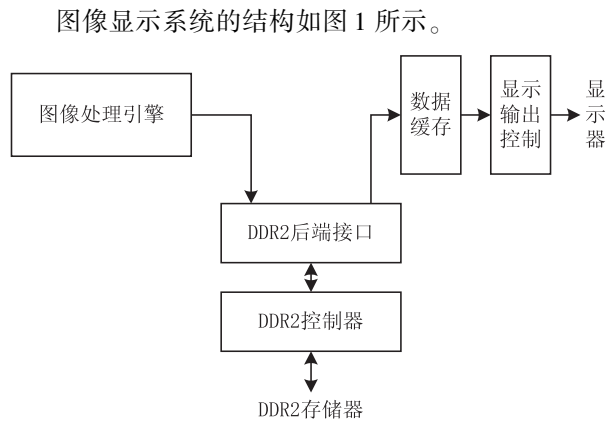 图像显示系统的结构如图1所示。
图像处理引擎
数据
缓存
显示
输出
控制
显
示
器
DDR2后端接口
DDR2控制器
DDR2存储器